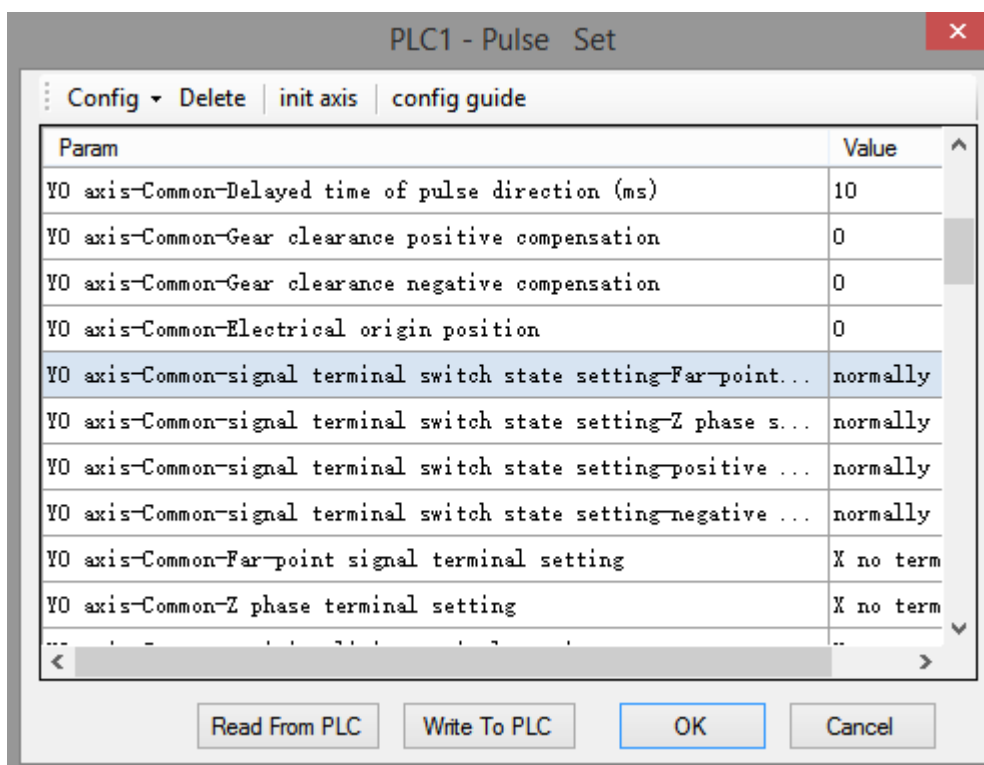 PLC1 - Pulse Set
Config Delete init axis config guide
Param Value
Y0 axis-Common-Delayed time of pulse direction (ms) 10
Y0 axis-Common-Gear clearance positive compensation 0
Y0 axis-Common-Gear clearance negative compensation 0
Y0 axis-Common-Electrical origin position 0
Y0 axis-Common-signal terminal switch state setting-Far-point... normally
Y0 axis-Common-signal terminal switch state setting-Z phase s... normally
Y0 axis-Common-signal terminal switch state setting-positive ... normally
Y0 axis-Common-signal terminal switch state setting-negative ... normally
Y0 axis-Common-Far-point signal terminal setting X no term
Y0 axis-Common-Z phase terminal setting X no term
Read From PLC Write To PLC OK Cancel